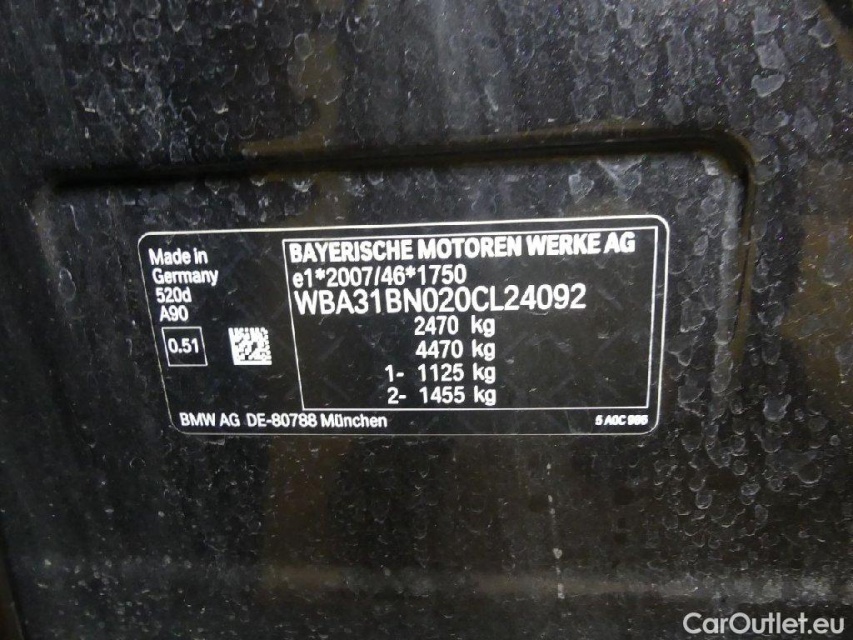 Made in
Germany
520d
A90
0.51
BAYERISCHE MOTOREN WERKE AG
e1*2007/46*1750
WBA31BN020CL24092
2470 kg
4470 kg
1- 1125 kg
2- 1455 kg
BMW AG DE-80788 München
CarOutlet.eu